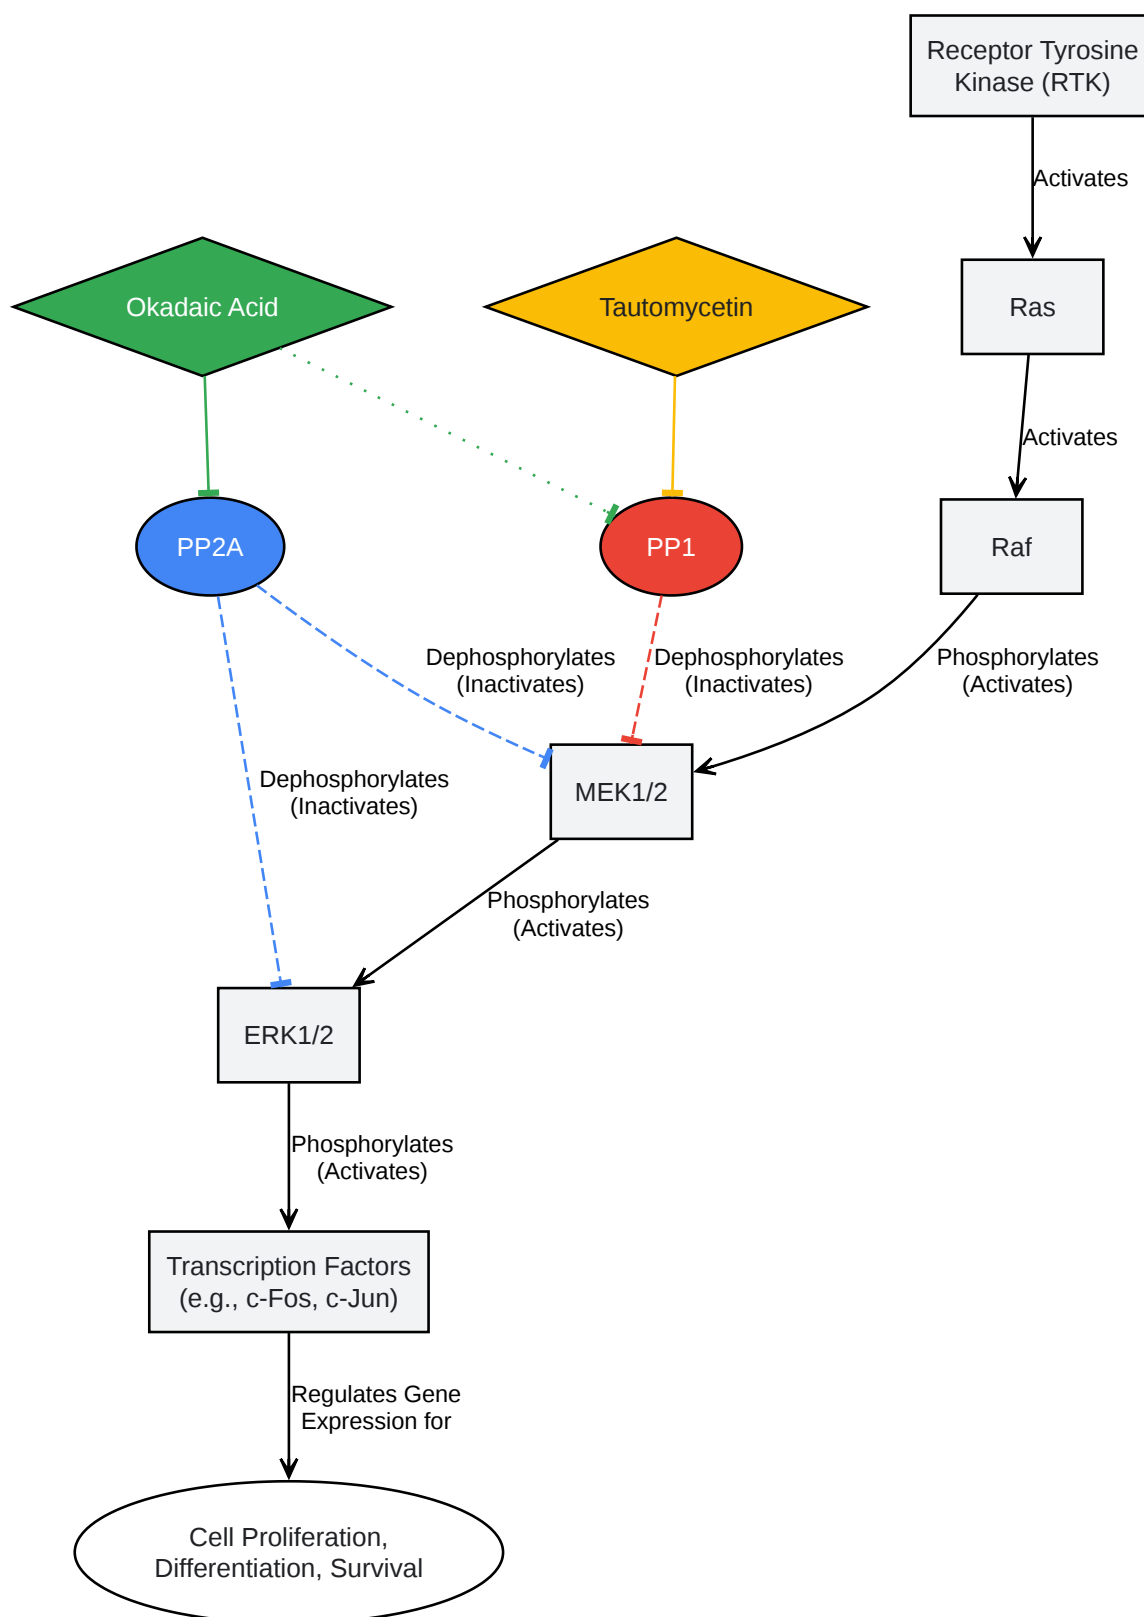 Receptor Tyrosine
Kinase (RTK)
Activates
Okadaic Acid
Tautomycetin
Ras
Activates
PP2A
PP1
Raf
Dephosphorylates
(Inactivates)
Dephosphorylates
(Inactivates)
Phosphorylates
(Activates)
Dephosphorylates
(Inactivates)
MEK1/2
Phosphorylates
(Activates)
ERK1/2
Phosphorylates
(Activates)
Transcription Factors
(e.g., c-Fos, c-Jun)
Regulates Gene
Expression for
Cell Proliferation,
Differentiation, Survival